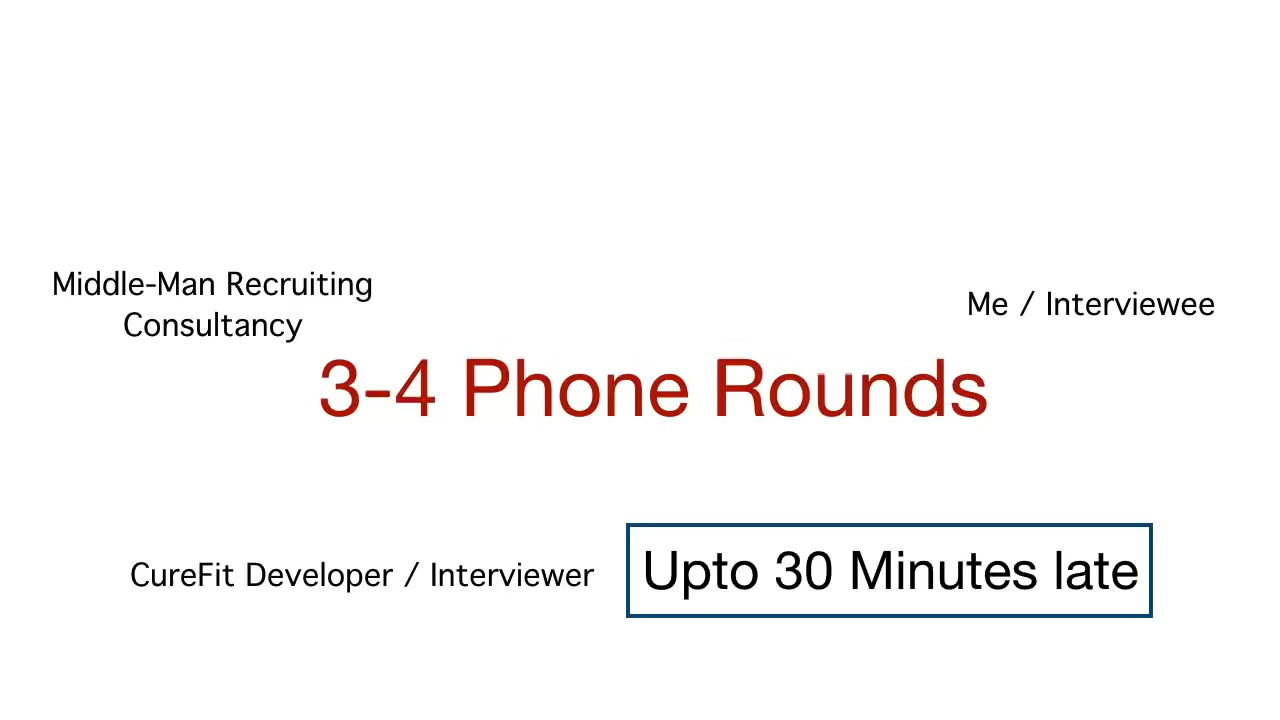 Middle-Man Recruiting
Consultancy
Me / Interviewee
3-4 Phone Rounds
CureFit Developer / Interviewer
Upto 30 Minutes late